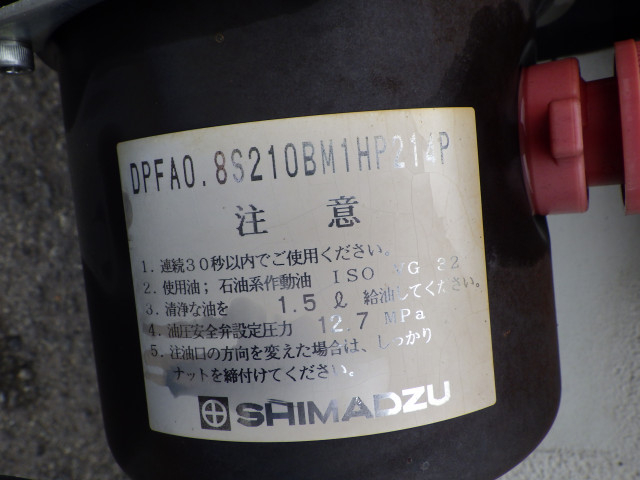 DPFA0.8S210BM1HP214P
注意
1. 連続30秒以内でご使用ください。
2. 使用油；石油系作動油 ISO VG 32
3. 清浄な油を 1.5ℓ 給油してください。
4. 油圧安全弁設定圧力 12.7 MPa
5. 注油口の方向を変えた場合は、しっかり
ナットを締付けてください。
SHIMADZU